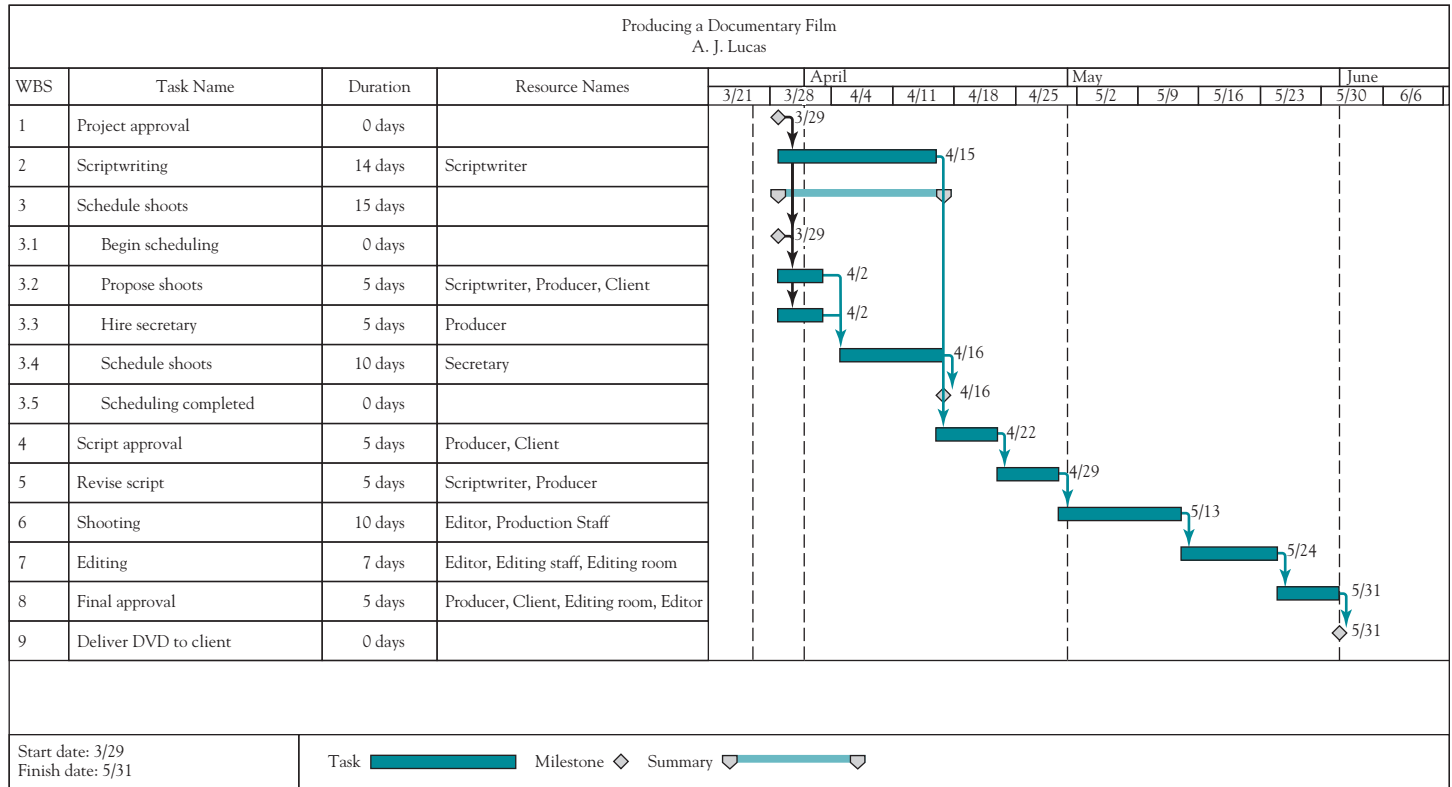 Producing a Documentary Film
A. J. Lucas
WBS Task Name Duration Resource Names
April May June
3/21 3/28 4/4 4/11 4/18 4/25 5/2 5/9 5/16 5/23 5/30 6/6
1 Project approval 0 days 3/29
2 Scriptwriting 14 days Scriptwriter 4/15
3 Schedule shoots 15 days
3.1 Begin scheduling 0 days 3/29
3.2 Propose shoots 5 days Scriptwriter, Producer, Client 4/2
3.3 Hire secretary 5 days Producer 4/2
3.4 Schedule shoots 10 days Secretary 4/16
3.5 Scheduling completed 0 days 4/16
4 Script approval 5 days Producer, Client 4/22
5 Revise script 5 days Scriptwriter, Producer 4/29
6 Shooting 10 days Editor, Production Staff 5/13
7 Editing 7 days Editor, Editing staff, Editing room 5/24
8 Final approval 5 days Producer, Client, Editing room, Editor 5/31
9 Deliver DVD to client 0 days 5/31
Start date: 3/29
Finish date: 5/31
Task Milestone Summary